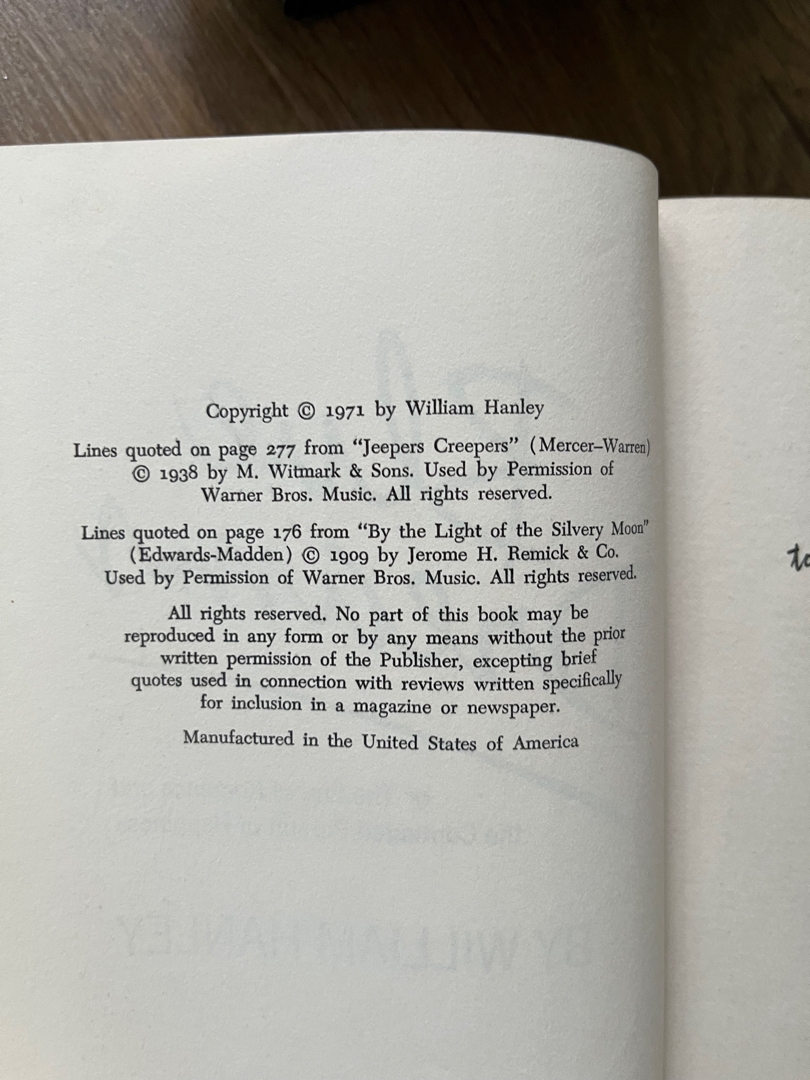 Copyright © 1971 by William Hanley
Lines quoted on page 277 from “Jeepers Creepers” (Mercer–Warren)
© 1938 by M. Witmark & Sons. Used by Permission of
Warner Bros. Music. All rights reserved.
Lines quoted on page 176 from “By the Light of the Silvery Moon”
(Edwards-Madden) © 1909 by Jerome H. Remick & Co.
Used by Permission of Warner Bros. Music. All rights reserved.
All rights reserved. No part of this book may be
reproduced in any form or by any means without the prior
written permission of the Publisher, excepting brief
quotes used in connection with reviews written specifically
for inclusion in a magazine or newspaper.
Manufactured in the United States of America
BY WILLIAM HANLEY